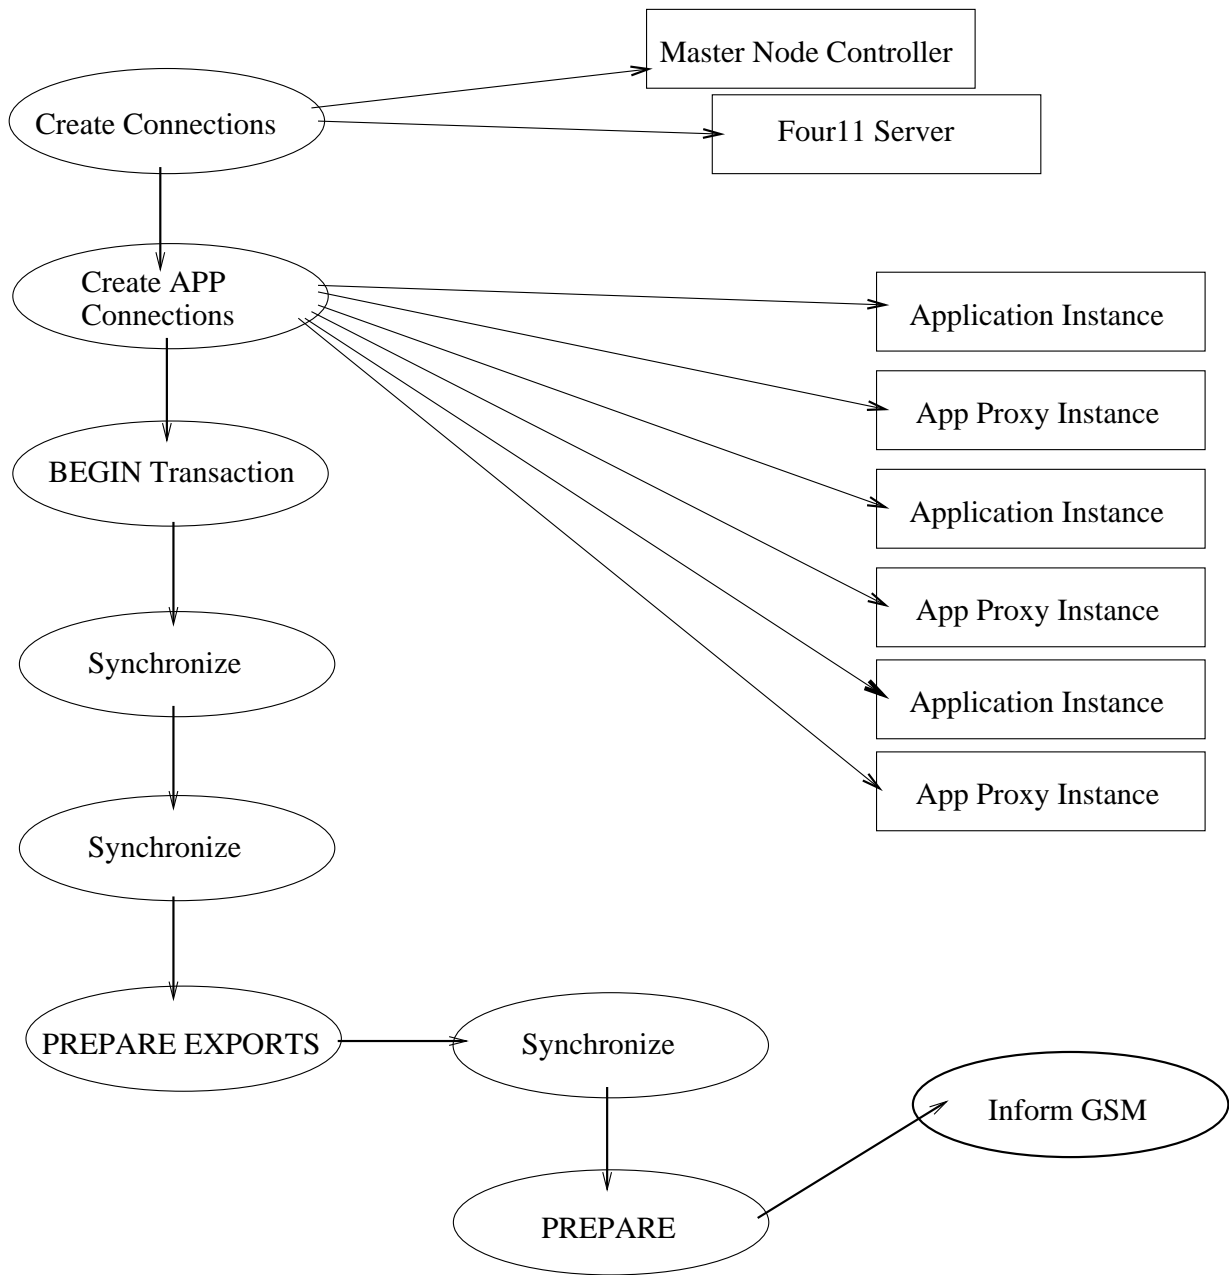 Master Node Controller
Create Connections
Four11 Server
Create APP
Connections
Application Instance
App Proxy Instance
BEGIN Transaction
Application Instance
App Proxy Instance
Synchronize
Application Instance
App Proxy Instance
Synchronize
PREPARE EXPORTS
Synchronize
Inform GSM
PREPARE